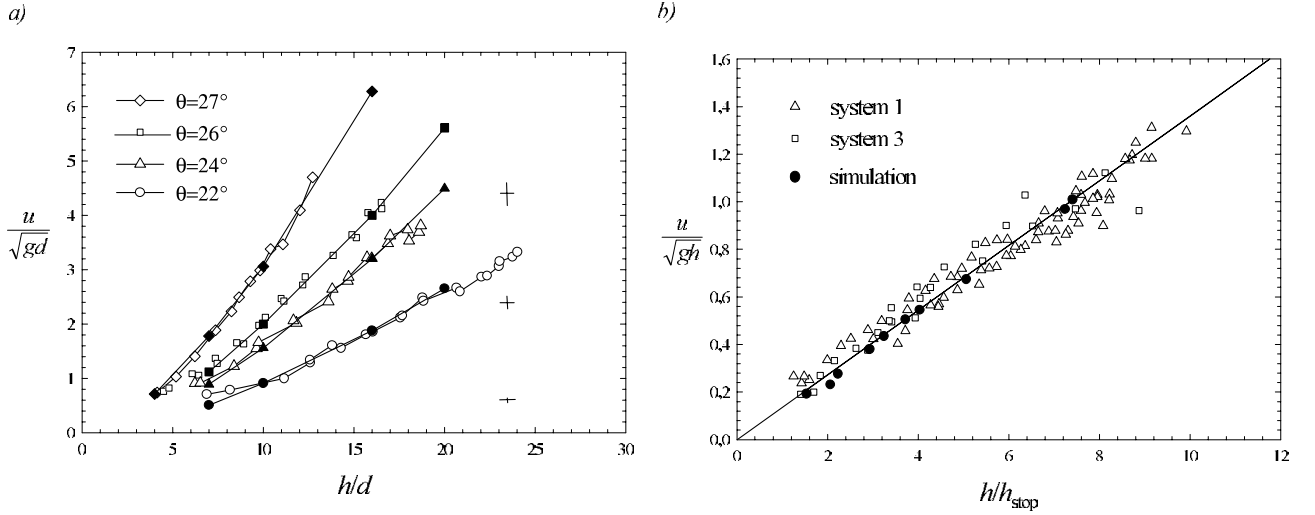 a)
7
6
5
4
3
2
1
0
u
√gd
θ=27°
θ=26°
θ=24°
θ=22°
0 5 10 15 20 25 30
h/d
b)
1,6
1,4
1,2
1,0
0,8
0,6
0,4
0,2
0,0
u
√gh
system 1
system 3
simulation
0 2 4 6 8 10 12
h/hstop